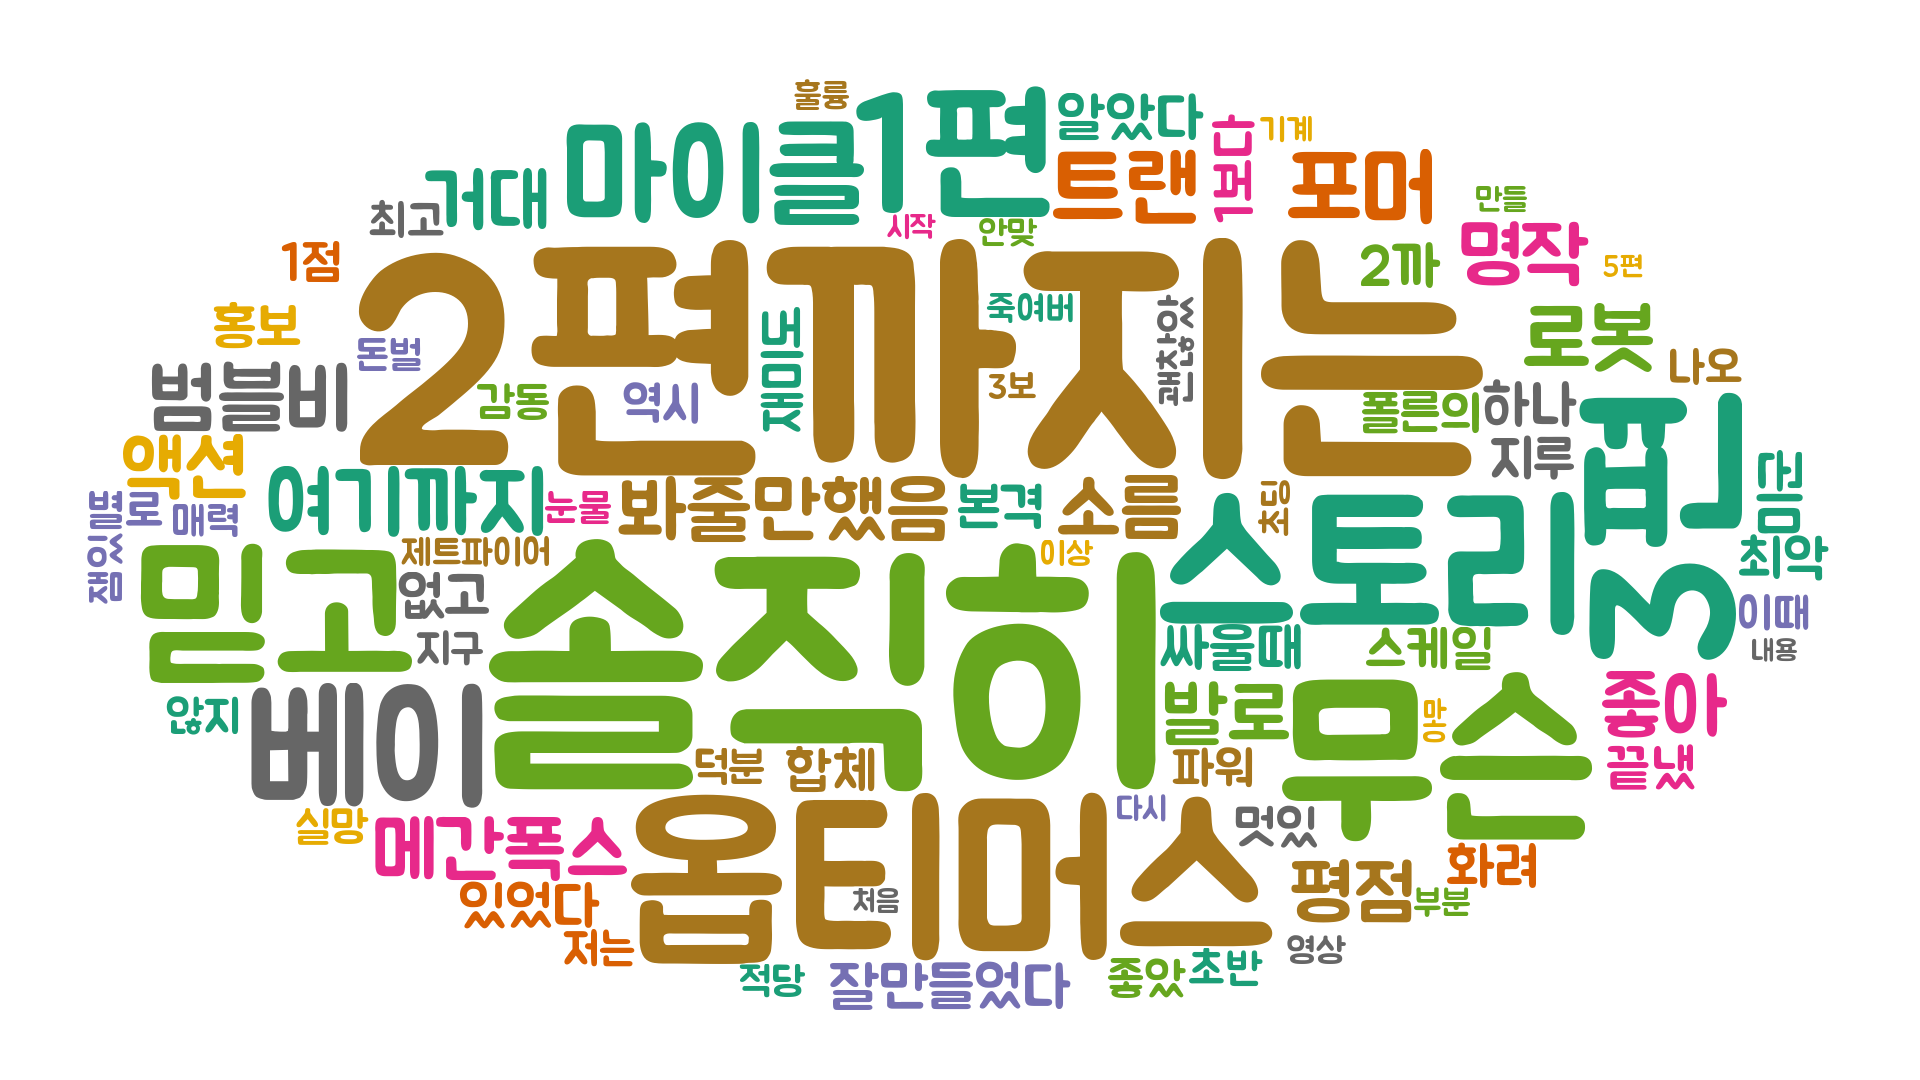 훌륭
1편
알았다
마이클
트랜
1보다
기계
포머
거대
최고
시작
안맞
만들
명작
1점
2편까지는
2까
5편
홍보
돈벌
재미네
죽여버
괜찮았
로봇
나오
범블비
감동
역시
3보
폴른의
하나
3편
액션
지루
여기까지
눈물
봐줄만했음
본격
소름
초딩
스토리
별로
매력
잼있
제트파이어
이상
최악
믿고
없고
솔직히
지구
싸울때
스케일
이때
내용
않지
베이
발로
무슨
망
좋아
끝냈
덕분
합체
파워
실망
메간폭스
옵티머스
다시
멋있
화려
있었다
처음
평점
부분
저는
적당
잘만들었다
좋았
초반
영상